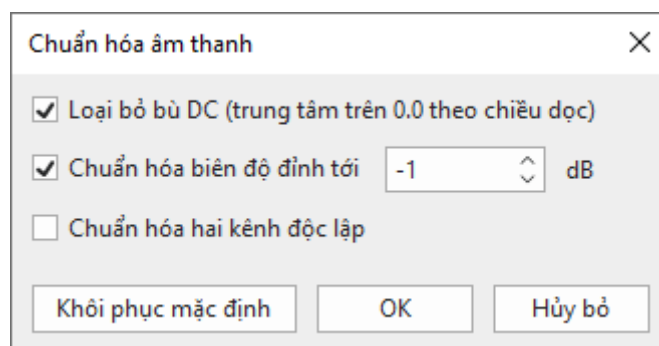 Chuẩn hóa âm thanh
Loại bỏ bù DC (trung tâm trên 0.0 theo chiều dọc)
Chuẩn hóa biên độ đỉnh tới -1 dB
Chuẩn hóa hai kênh độc lập
Khôi phục mặc định OK Hủy bỏ